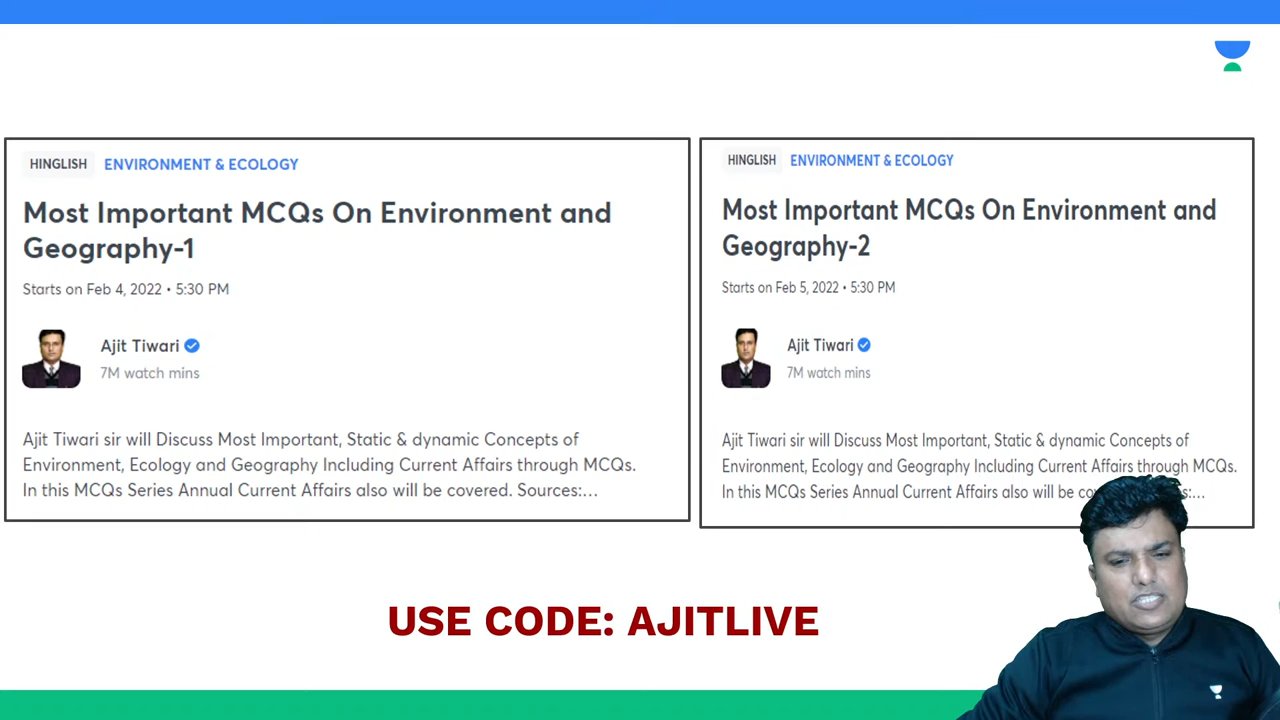 HINGLISH ENVIRONMENT & ECOLOGY
Most Important MCQs On Environment and
Geography-1
Starts on Feb 4, 2022 • 5:30 PM
Ajit Tiwari
7M watch mins
Ajit Tiwari sir will Discuss Most Important, Static & dynamic Concepts of
Environment, Ecology and Geography Including Current Affairs through MCQs.
In this MCQs Series Annual Current Affairs also will be covered. Sources:...
HINGLISH ENVIRONMENT & ECOLOGY
Most Important MCQs On Environment and
Geography-2
Starts on Feb 5, 2022 • 5:30 PM
Ajit Tiwari
7M watch mins
Ajit Tiwari sir will Discuss Most Important, Static & dynamic Concepts of
Environment, Ecology and Geography Including Current Affairs through MCQs.
In this MCQs Series Annual Current Affairs also will be
USE CODE: AJITLIVE